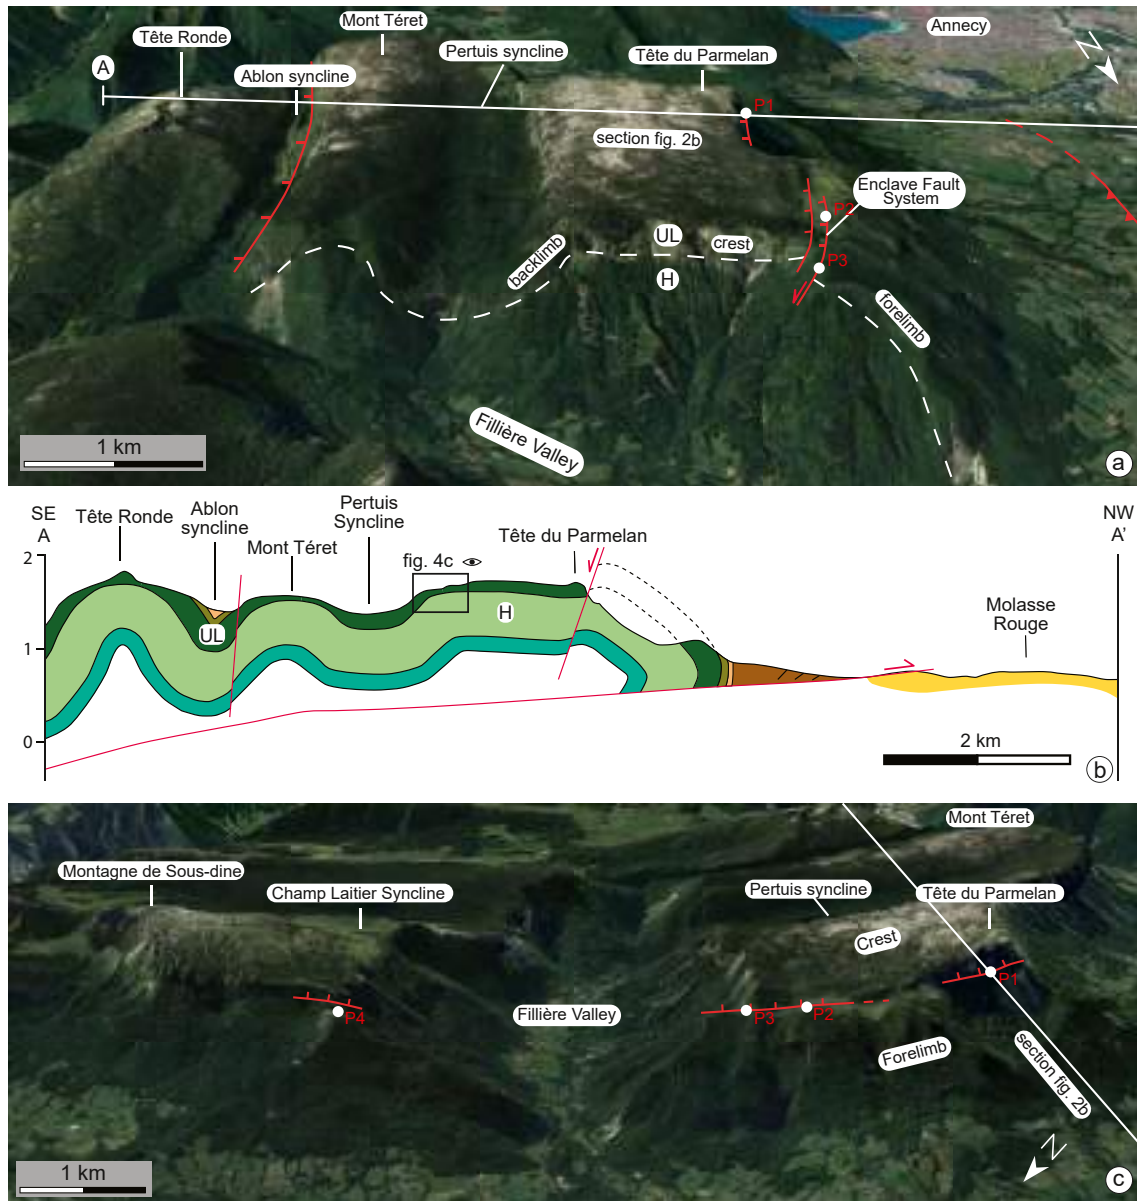 Mont Téret
Annecy
N
Tête Ronde
Pertuis syncline
Tête du Parmelan
A
Ablon syncline
P1
section fig. 2b
Enclave Fault
System
P2
UL
crest
backlimb
P3
H
forelimb
Fillière Valley
1 km
a
SE
A
Tête Ronde
Ablon
syncline
Mont Téret
Pertuis
Syncline
Tête du Parmelan
NW
A'
fig. 4c
2
H
UL
1
Molasse
Rouge
0
2 km
b
Mont Téret
Montagne de Sous-dine
Champ Laitier Syncline
Pertuis syncline
Tête du Parmelan
Crest
P1
P4
Fillière Valley
P3
P2
Forelimb
section fig. 2b
N
1 km
c